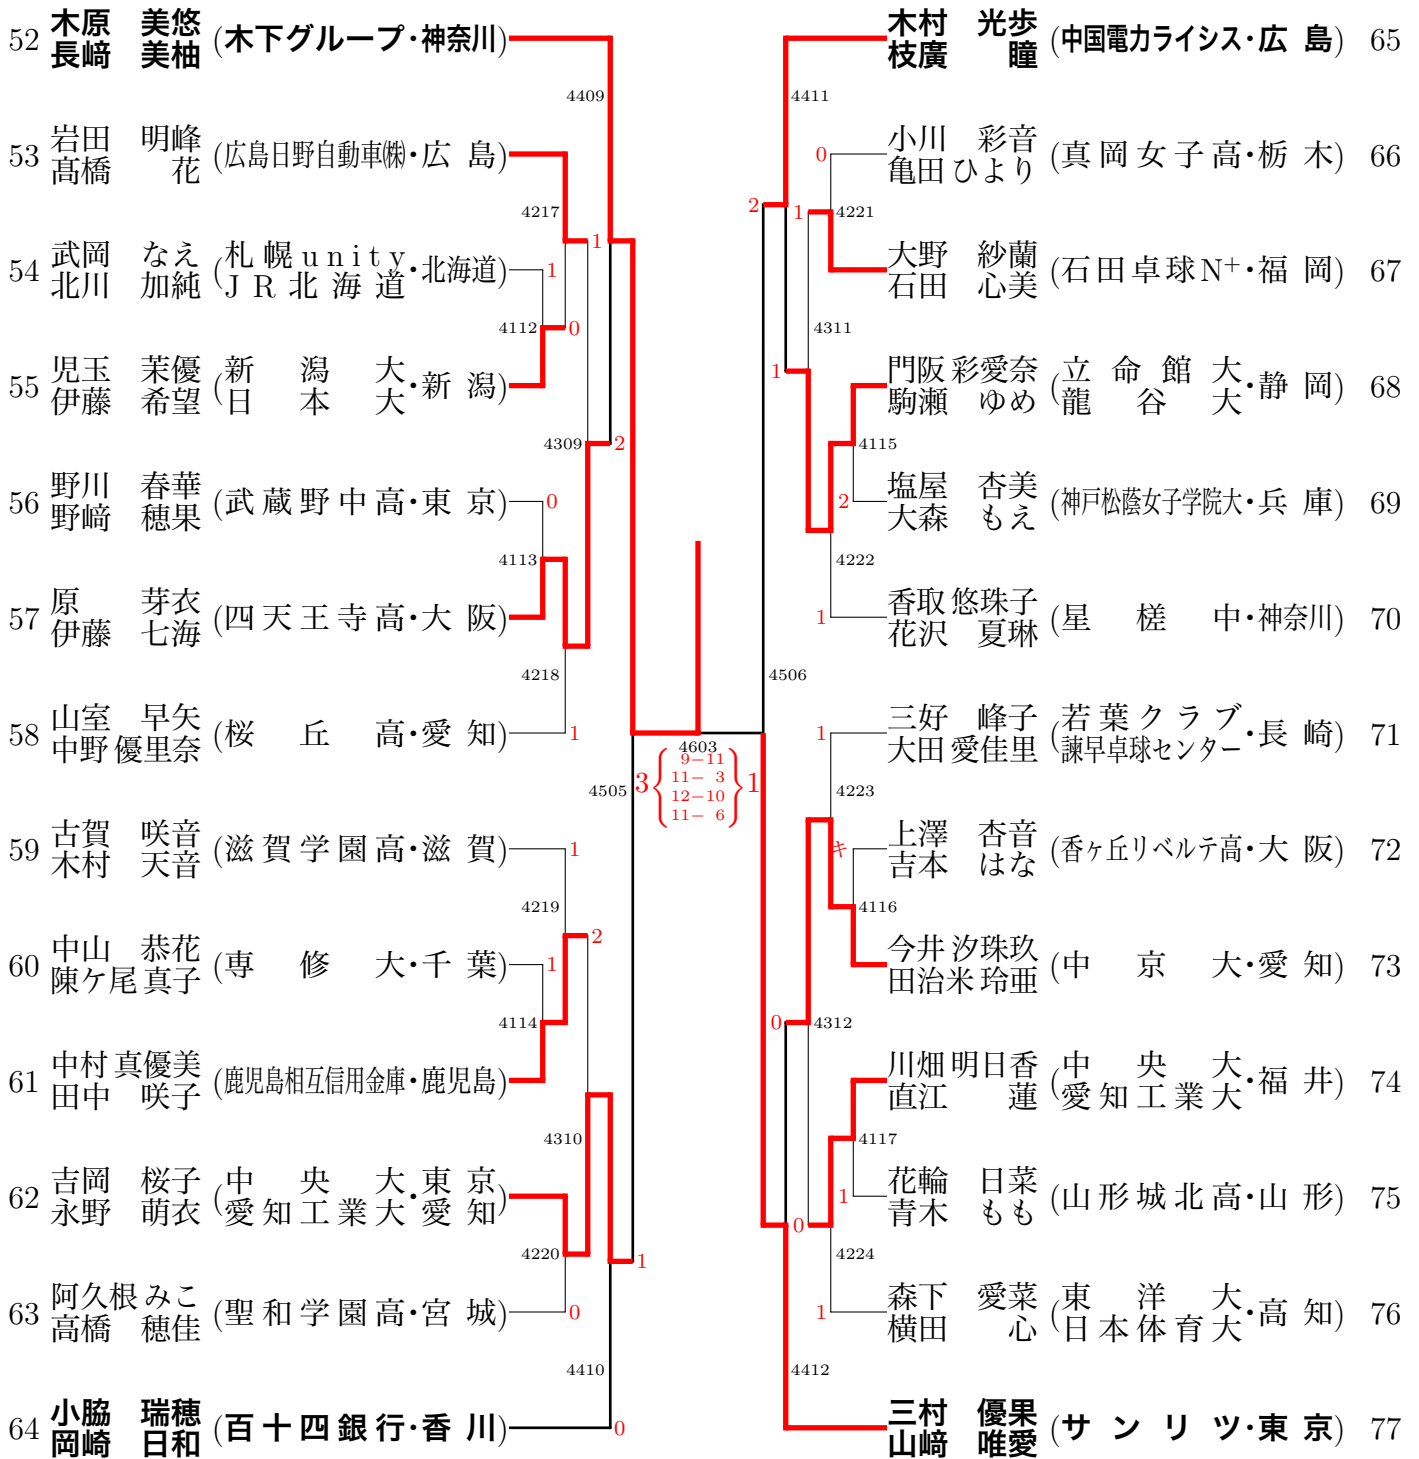 52 木原 美悠 (木下グループ・神奈川)
長﨑 美柚
4409
53 岩田 明峰 (広島日野自動車㈱・広島)
髙橋 花
4217
1
54 武岡 なえ (札幌unity・北海道)
北川 加純 JR北海道
1
4112
0
55 児玉 茉優 (新潟大・新潟)
伊藤 希望 日本大
4309
2
56 野川 春華 (武蔵野中高・東京)
野﨑 穂果
0
4113
57 原 芽衣 (四天王寺高・大阪)
伊藤 七海
4218
58 山室 早矢 (桜丘高・愛知)
中野 優里奈
1
4505
59 古賀 咲音 (滋賀学園高・滋賀)
木村 天音
1
4219
2
60 中山 恭花 (専修大・千葉)
陳ケ尾 真子
1
4114
61 中村 真優美 (鹿児島相互信用金庫・鹿児島)
田中 咲子
4310
62 吉岡 桜子 (中央大・東京)
永野 萌衣 愛知工業大 愛知
4220
1
63 阿久根 みこ (聖和学園高・宮城)
高橋 穂佳
0
4410
64 小脇 瑞穂 (百十四銀行・香川)
岡崎 日和
0
4603
3 1
9-11
11- 3
12-10
11- 6
木村 光歩 (中国電力ライシス・広島) 65
枝廣 瞳
4411
小川 彩音 (真岡女子高・栃木) 66
亀田 ひより
0
2
1
4221
大野 紗蘭 (石田卓球N+・福岡) 67
石田 心美
4311
1
門阪 彩愛奈 (立命館大・静岡) 68
駒瀬 ゆめ 龍谷大
4115
塩屋 杏美 (神戸松蔭女子学院大・兵庫) 69
大森 もえ
2
4222
香取 悠珠子 (星槎中・神奈川) 70
花沢 夏琳
1
4506
三好 峰子 (若葉クラブ・長崎) 71
大田 愛佳里 諫早卓球センター
1
4223
上澤 杏音 (香ヶ丘リベルテ高・大阪) 72
吉本 はな
キ
4116
今井 汐珠玖 (中京大・愛知) 73
田治米 玲亜
0
4312
川畑 明日香 (中央大・福井) 74
直江 蓮 愛知工業大
4117
花輪 日菜 (山形城北高・山形) 75
青木 もも
1
0
4224
森下 愛菜 (東洋大・高知) 76
横田 心 日本体育大
1
4412
三村 優果 (サンリツ・東京) 77
山﨑 唯愛